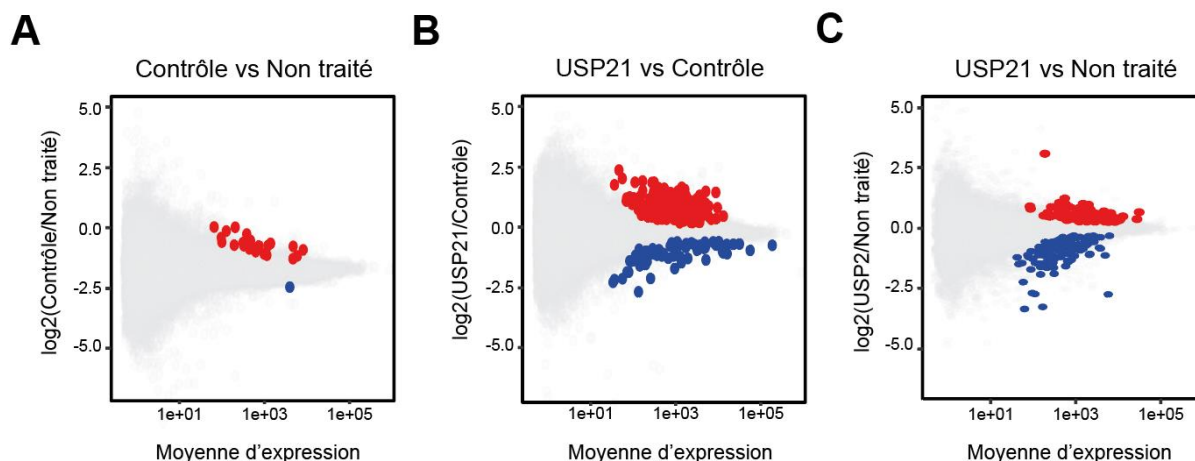 A
Contrôle vs Non traité
log2(Contrôle/Non traité)
5.0
2.5
0.0
-2.5
-5.0
1e+01 1e+03 1e+05
Moyenne d'expression
B
USP21 vs Contrôle
log2(USP21/Contrôle)
5.0
2.5
0.0
-2.5
-5.0
1e+01 1e+03 1e+05
Moyenne d'expression
C
USP21 vs Non traité
log2(USP2/Non traité)
5.0
2.5
0.0
-2.5
-5.0
1e+01 1e+03 1e+05
Moyenne d'expression